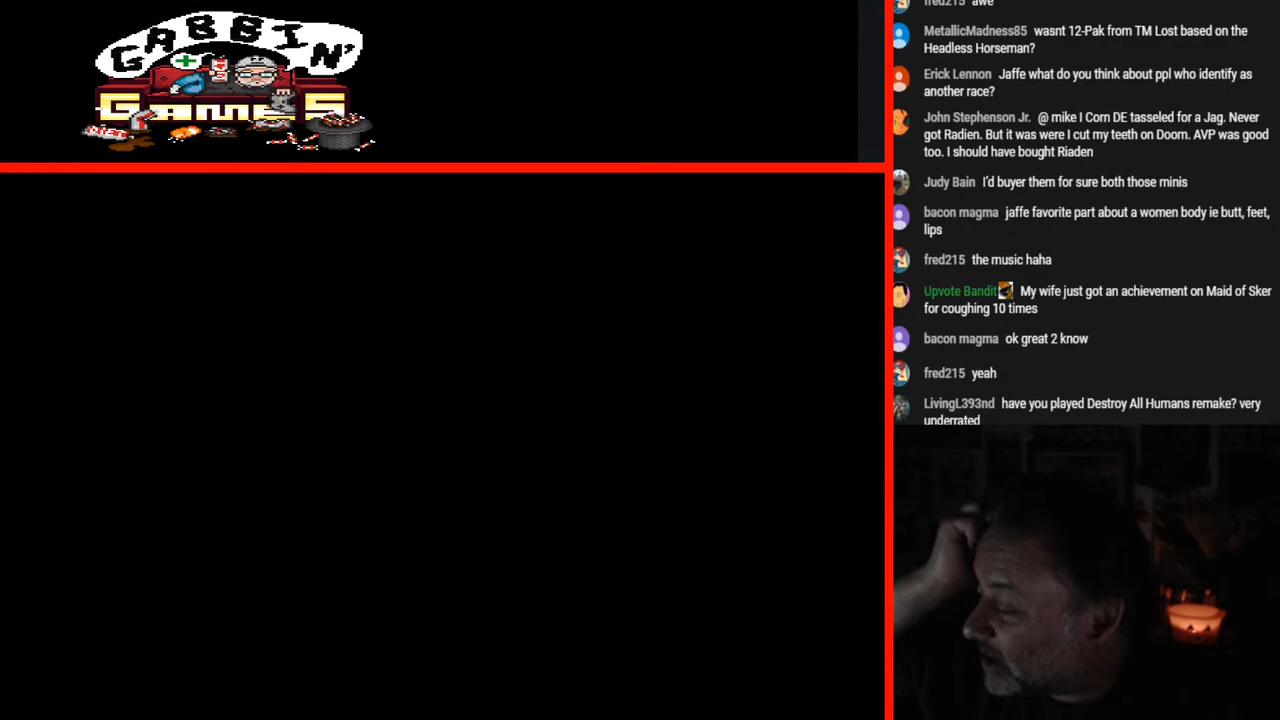 GABBIN'
+
GAMES
fred215 awe
MetallicMadness85 wasnt 12-Pak from TM Lost based on the
Headless Horseman?
Erick Lennon Jaffe what do you think about ppl who identify as
another race?
John Stephenson Jr. @ mike I Corn DE tasseled for a Jag. Never
got Radien. But it was were I cut my teeth on Doom. AVP was good
too. I should have bought Riaden
Judy Bain I'd buyer them for sure both those minis
bacon magma jaffe favorite part about a women body ie butt, feet,
lips
fred215 the music haha
Upvote Bandit My wife just got an achievement on Maid of Sker
for coughing 10 times
bacon magma ok great 2 know
fred215 yeah
LivingL393nd have you played Destroy All Humans remake? very
underrated